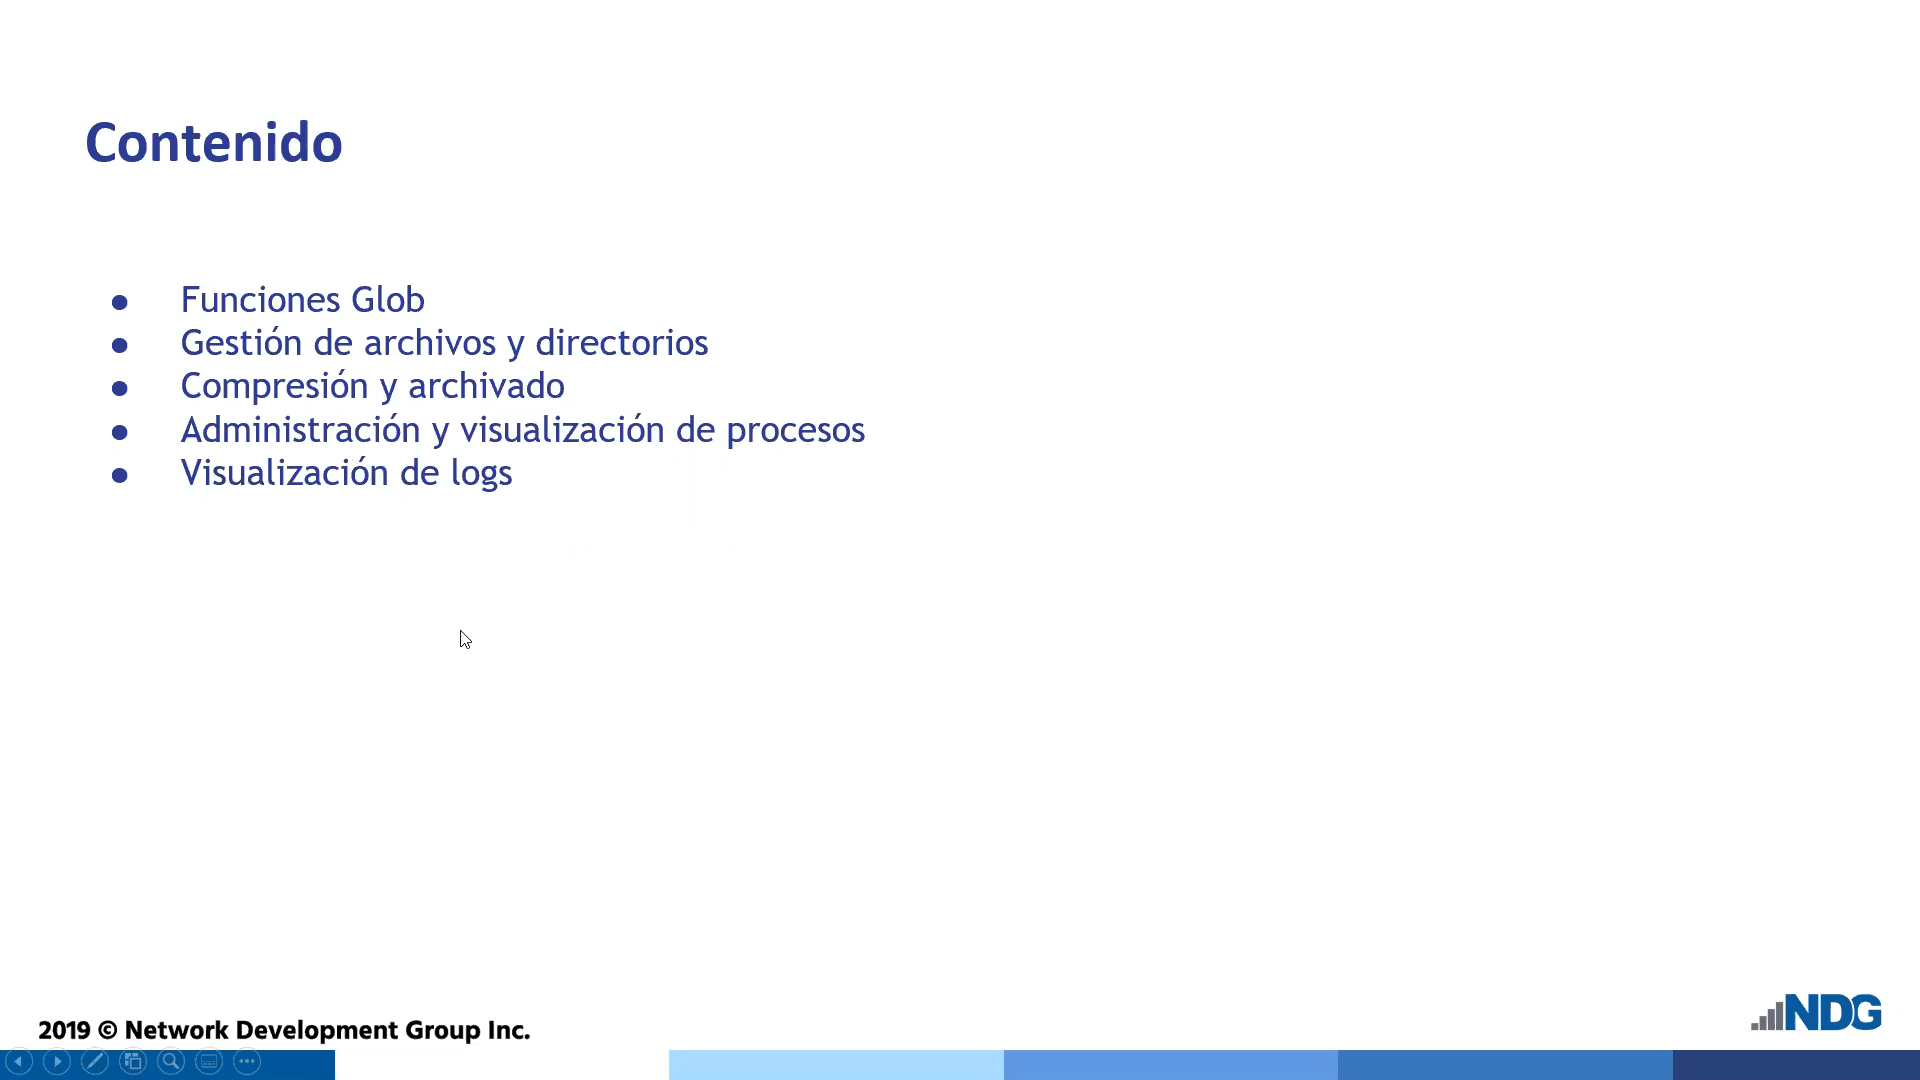 Contenido
● Funciones Glob
● Gestión de archivos y directorios
● Compresión y archivado
● Administración y visualización de procesos
● Visualización de logs
2019 © Network Development Group Inc.
NDG